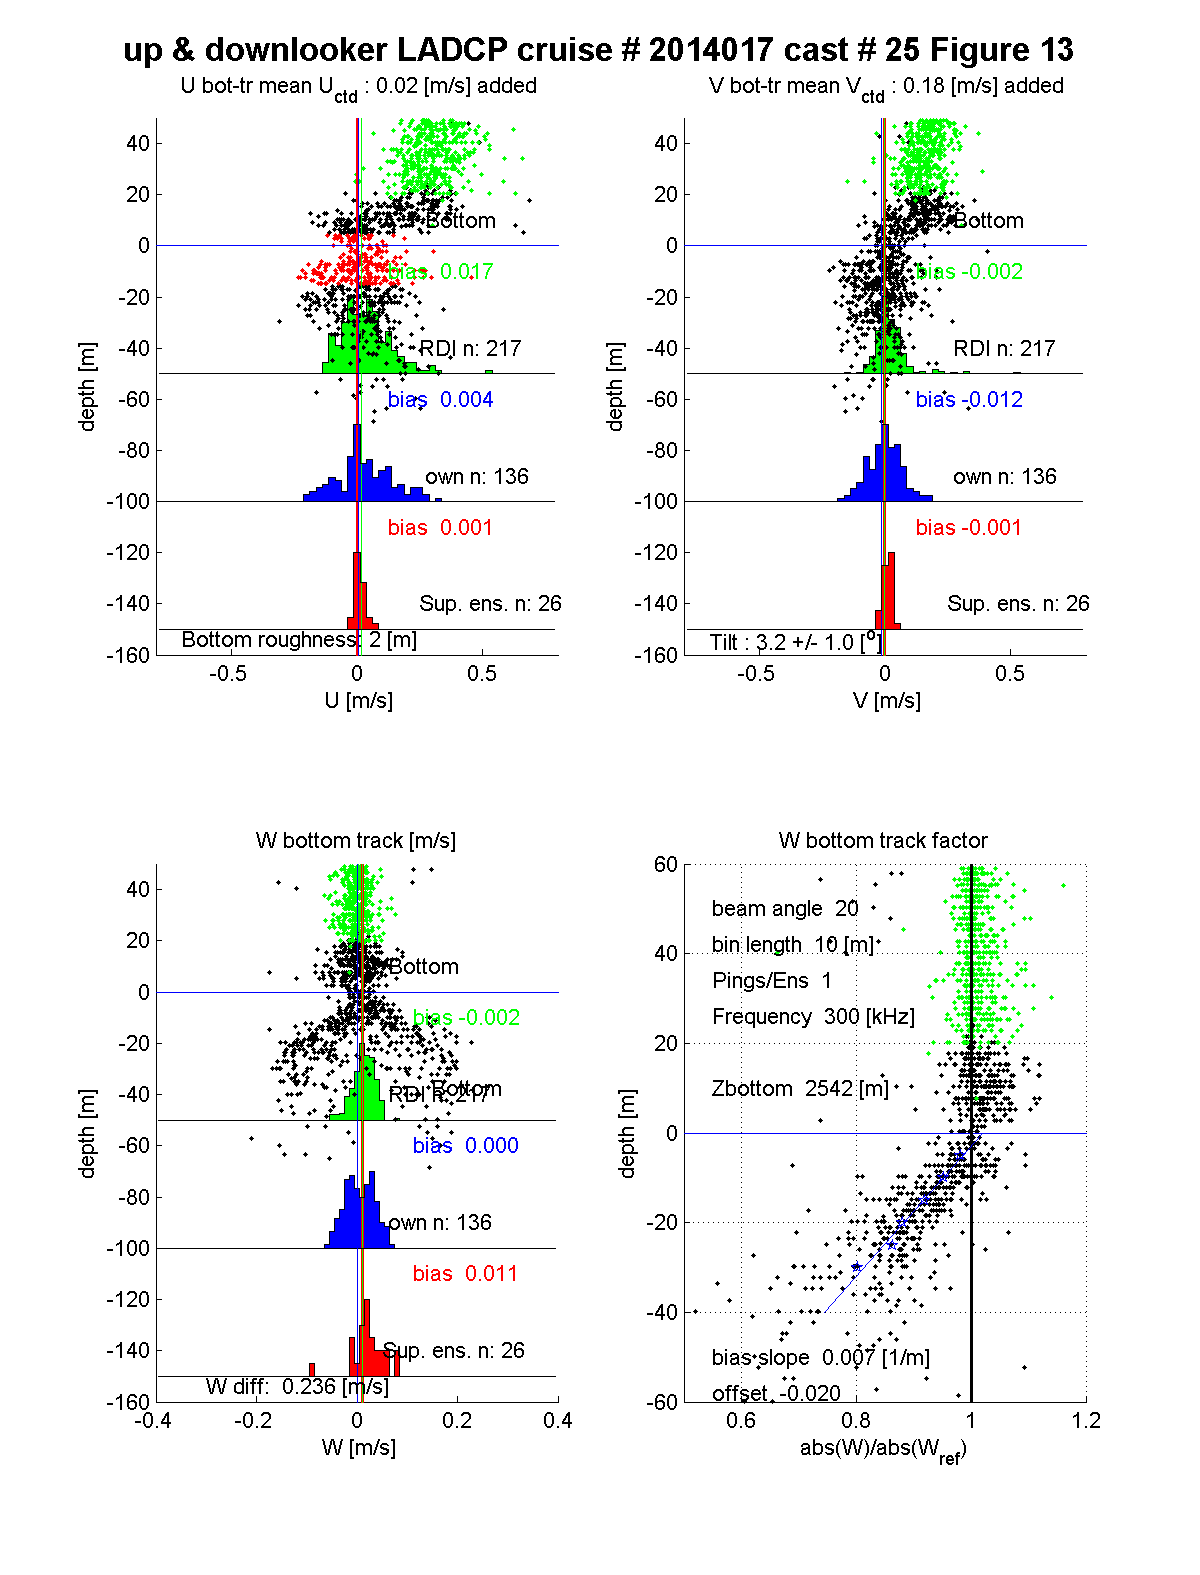 up & downlooker LADCP cruise # 2014017 cast # 25 Figure 13
U bot-tr mean Uctd : 0.02 [m/s] added
40
20
0
-20
-40
-60
-80
-100
-120
-140
-160
depth [m]
Bottom
bias 0.017
RDI n: 217
bias 0.004
own n: 136
bias 0.001
Sup. ens. n: 26
Bottom roughness: 2 [m]
-0.5 0 0.5
U [m/s]
V bot-tr mean Vctd : 0.18 [m/s] added
40
20
0
-20
-40
-60
-80
-100
-120
-140
-160
depth [m]
Bottom
bias -0.002
RDI n: 217
bias -0.012
own n: 136
bias -0.001
Sup. ens. n: 26
Tilt : 3.2 +/- 1.0 [o]
-0.5 0 0.5
V [m/s]
W bottom track [m/s]
40
20
0
-20
-40
-60
-80
-100
-120
-140
-160
depth [m]
Bottom
bias -0.002
Bottom
RDI n: 217
bias 0.000
own n: 136
bias 0.011
Sup. ens. n: 26
W diff: 0.236 [m/s]
-0.4 -0.2 0 0.2 0.4
W [m/s]
W bottom track factor
60
40
20
0
-20
-40
-60
depth [m]
beam angle 20
bin length 10 [m]
Pings/Ens 1
Frequency 300 [kHz]
Zbottom 2542 [m]
bias slope 0.007 [1/m]
offset -0.020
0.6 0.8 1 1.2
abs(W)/abs(Wref)